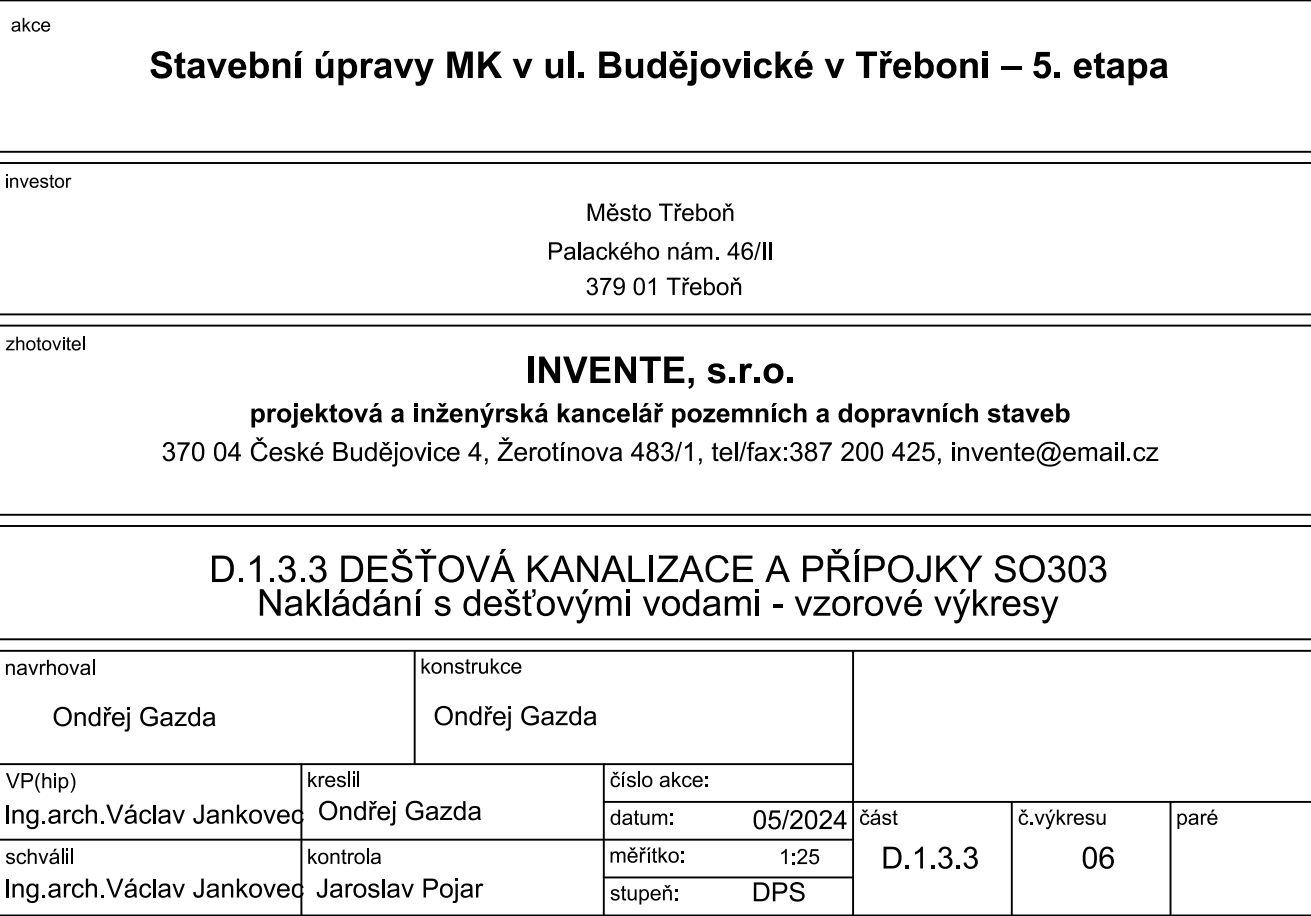 akce
Stavební úpravy MK v ul. Budějovické v Třeboni – 5. etapa
investor
Město Třeboň
Palackého nám. 46/II
379 01 Třeboň
zhotovitel
INVENTE, s.r.o.
projektová a inženýrská kancelář pozemních a dopravních staveb
370 04 České Budějovice 4, Žerotínova 483/1, tel/fax:387 200 425, invente@email.cz
D.1.3.3 DEŠŤOVÁ KANALIZACE A PŘÍPOJKY SO303
Nakládání s dešťovými vodami - vzorové výkresy
navrhoval
Ondřej Gazda
konstrukce
Ondřej Gazda
VP(hip)
Ing.arch.Václav Jankovec
kreslil
Ondřej Gazda
číslo akce:
datum: 05/2024
schválil
Ing.arch.Václav Jankovec
kontrola
Jaroslav Pojar
měřítko: 1:25
stupeň: DPS
část
D.1.3.3
č.výkresu
06
paré